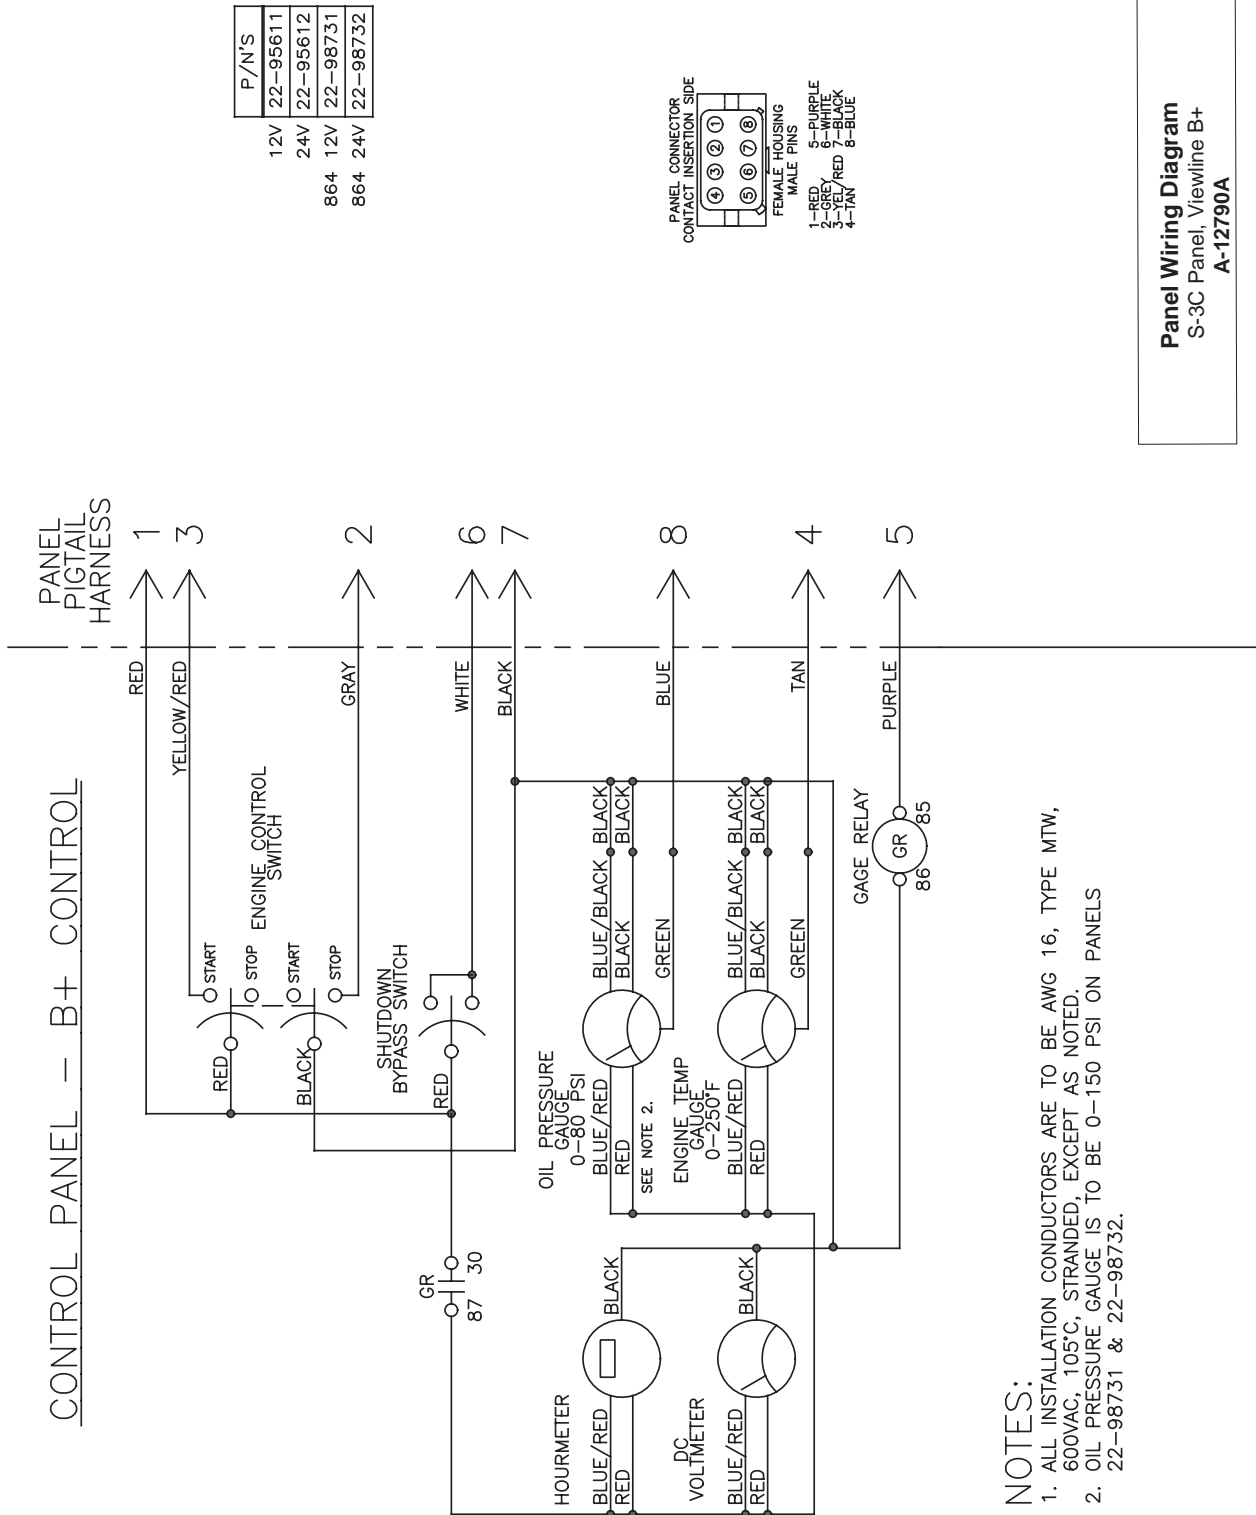 CONTROL PANEL - B+ CONTROL
PANEL
PIGTAIL
HARNESS
P/N'S
12V 22-95611
24V 22-95612
864 12V 22-98731
864 24V 22-98732
RED
1
YELLOW/RED
3
START
STOP
ENGINE CONTROL
SWITCH
RED
START
STOP
BLACK
GRAY
2
SHUTDOWN
BYPASS SWITCH
RED
WHITE
6
BLACK
7
GR
87
30
PANEL CONNECTOR
CONTACT INSERTION SIDE
4 3 2 1
5 6 7 8
FEMALE HOUSING
MALE PINS
1-RED 5-PURPLE
2-GREY 6-WHITE
3-YEL/RED 7-BLACK
4-TAN 8-BLUE
HOURMETER
BLUE/RED
RED
BLACK
OIL PRESSURE
GAUGE
0-80 PSI
BLUE/RED
RED
SEE NOTE 2.
BLUE/BLACK
BLACK
BLACK
BLACK
GREEN
BLUE
8
DC
VOLTMETER
BLUE/RED
RED
BLACK
ENGINE TEMP
GAUGE
0-250°F
BLUE/RED
RED
BLUE/BLACK
BLACK
BLACK
BLACK
GREEN
TAN
4
GAGE RELAY
86
GR
85
PURPLE
5
NOTES:
1. ALL INSTALLATION CONDUCTORS ARE TO BE AWG 16, TYPE MTW,
600VAC, 105°C, STRANDED, EXCEPT AS NOTED.
2. OIL PRESSURE GAUGE IS TO BE 0-150 PSI ON PANELS
22-98731 & 22-98732.
Panel Wiring Diagram
S-3C Panel, Viewline B+
A-12790A